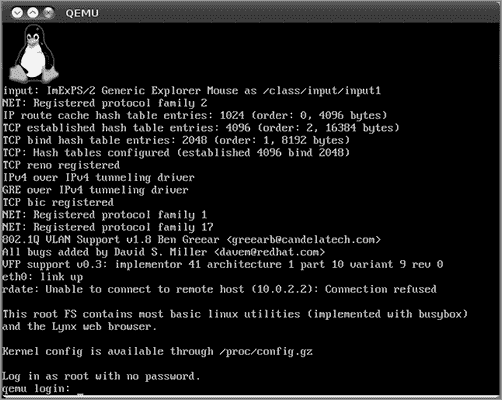 QEMU
input: ImExPS/2 Generic Explorer Mouse as /class/input/input1
NET: Registered protocol family 2
IP route cache hash table entries: 1024 (order: 0, 4096 bytes)
TCP established hash table entries: 4096 (order: 2, 16384 bytes)
TCP bind hash table entries: 2048 (order: 1, 8192 bytes)
TCP: Hash tables configured (established 4096 bind 2048)
TCP reno registered
IPv4 over IPv4 tunneling driver
GRE over IPv4 tunneling driver
TCP bic registered
NET: Registered protocol family 1
NET: Registered protocol family 17
802.1Q VLAN Support v1.8 Ben Greear <greearb@candelatech.com>
All bugs added by David S. Miller <davem@redhat.com>
VFP support v0.3: implementor 41 architecture 1 part 10 variant 9 rev 0
eth0: link up
rdate: Unable to connect to remote host (10.0.2.2): Connection refused
This root FS contains most basic linux utilities (implemented with busybox)
and the Lynx web browser.
Kernel config is available through /proc/config.gz
Log in as root with no password.
qemu login: _